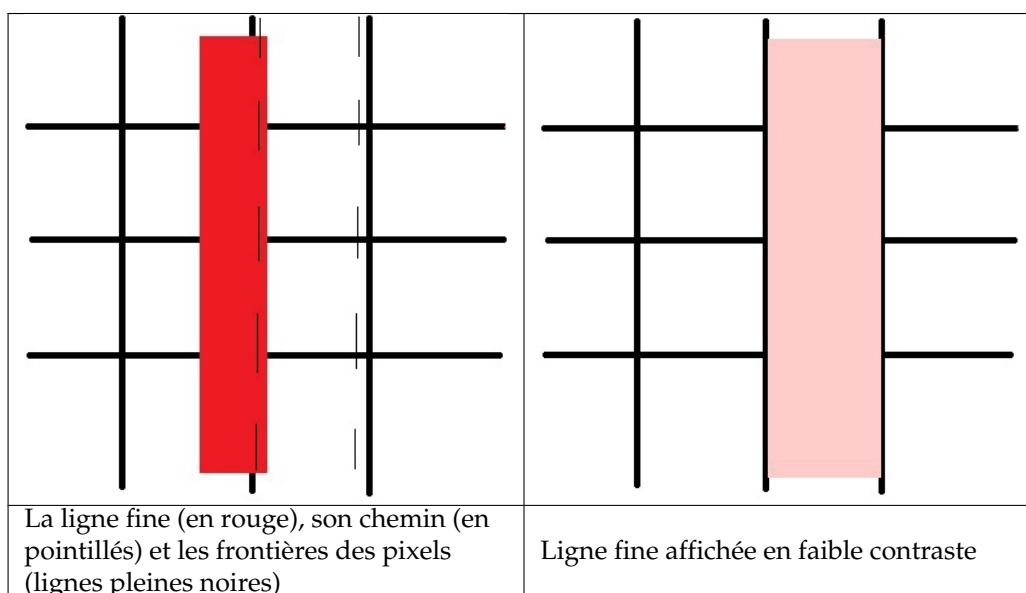 La ligne fine (en rouge), son chemin (en
pointillés) et les frontières des pixels
(lignes pleines noires)
Ligne fine affichée en faible contraste